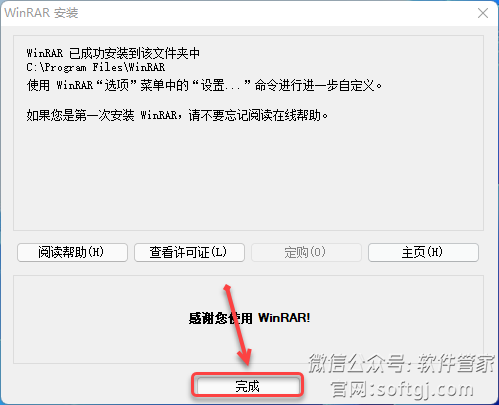 WinRAR 安装
WinRAR 已成功安装到该文件夹中
C:\Program Files\WinRAR
使用 WinRAR“选项”菜单中的“设置...”命令进行进一步自定义。
如果您是第一次安装 WinRAR，请不要忘记阅读在线帮助。
阅读帮助(H) 查看许可证(L) 定购(O) 主页(H)
感谢您使用 WinRAR!
微信公众号: 软件管家
完成
官网:softgj.com